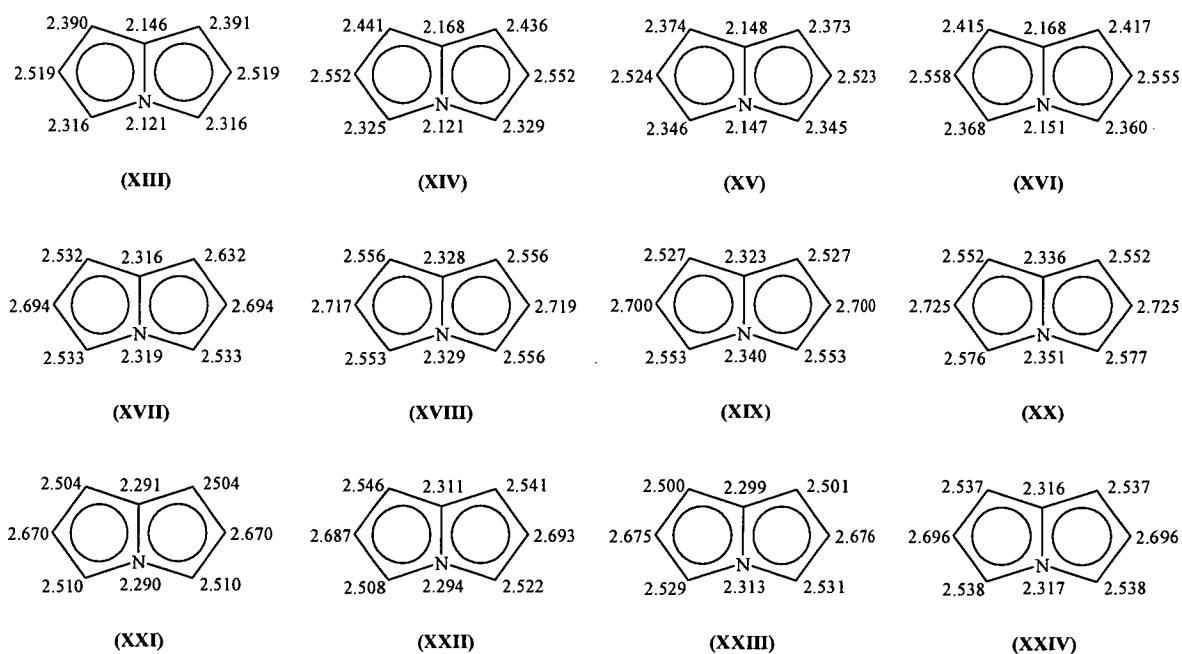 2.390 2.146 2.391 2.441 2.168 2.436 2.374 2.148 2.373 2.415 2.168 2.417
2.519 2.519 2.552 2.552 2.524 2.523 2.558 2.555
N N N N
2.316 2.121 2.316 2.325 2.121 2.329 2.346 2.147 2.345 2.368 2.151 2.360
(XIII) (XIV) (XV) (XVI)
2.532 2.316 2.632 2.556 2.328 2.556 2.527 2.323 2.527 2.552 2.336 2.552
2.694 2.694 2.717 2.719 2.700 2.700 2.725 2.725
N N N N
2.533 2.319 2.533 2.553 2.329 2.556 2.553 2.340 2.553 2.576 2.351 2.577
(XVII) (XVIII) (XIX) (XX)
2.504 2.291 2504 2.546 2.311 2.541 2.500 2.299 2.501 2.537 2.316 2.537
2.670 2.670 2.687 2.693 2.675 2.676 2.696 2.696
N N N N
2.510 2.290 2.510 2.508 2.294 2.522 2.529 2.313 2.531 2.538 2.317 2.538
(XXI) (XXII) (XXIII) (XXIV)